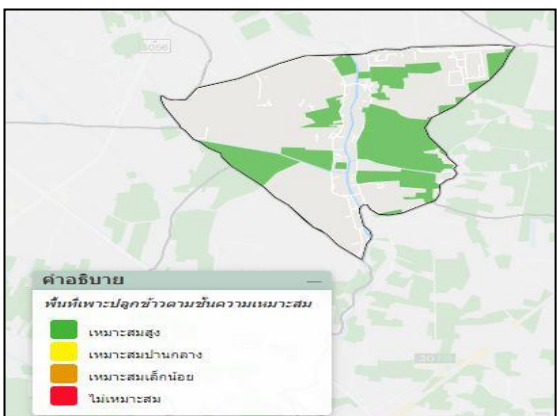 3056
คำอธิบาย
พื้นที่เพาะปลูกข้าวตามชั้นความเหมาะสม
เหมาะสมสูง
เหมาะสมปานกลาง
เหมาะสมเล็กน้อย
ไม่เหมาะสม